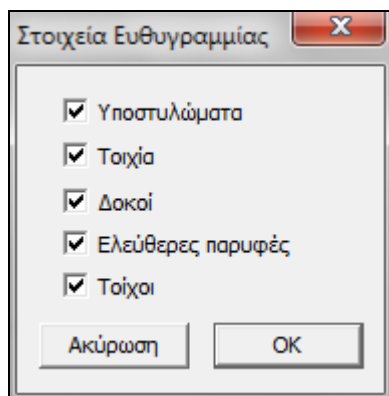 Στοιχεία Ευθυγραμμίας
Υποστυλώματα
Τοιχία
Δοκοί
Ελεύθερες παρυφές
Τοίχοι
Ακύρωση OK